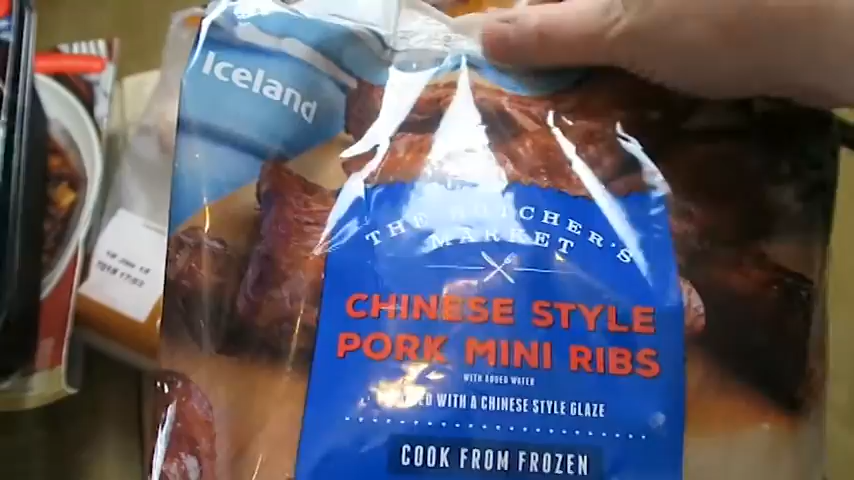 Iceland
THE BUTCHER'S
MARKET
CHINESE STYLE
PORK MINI RIBS
WITH ADDED WATER
WITH A CHINESE STYLE GLAZE
COOK FROM FROZEN